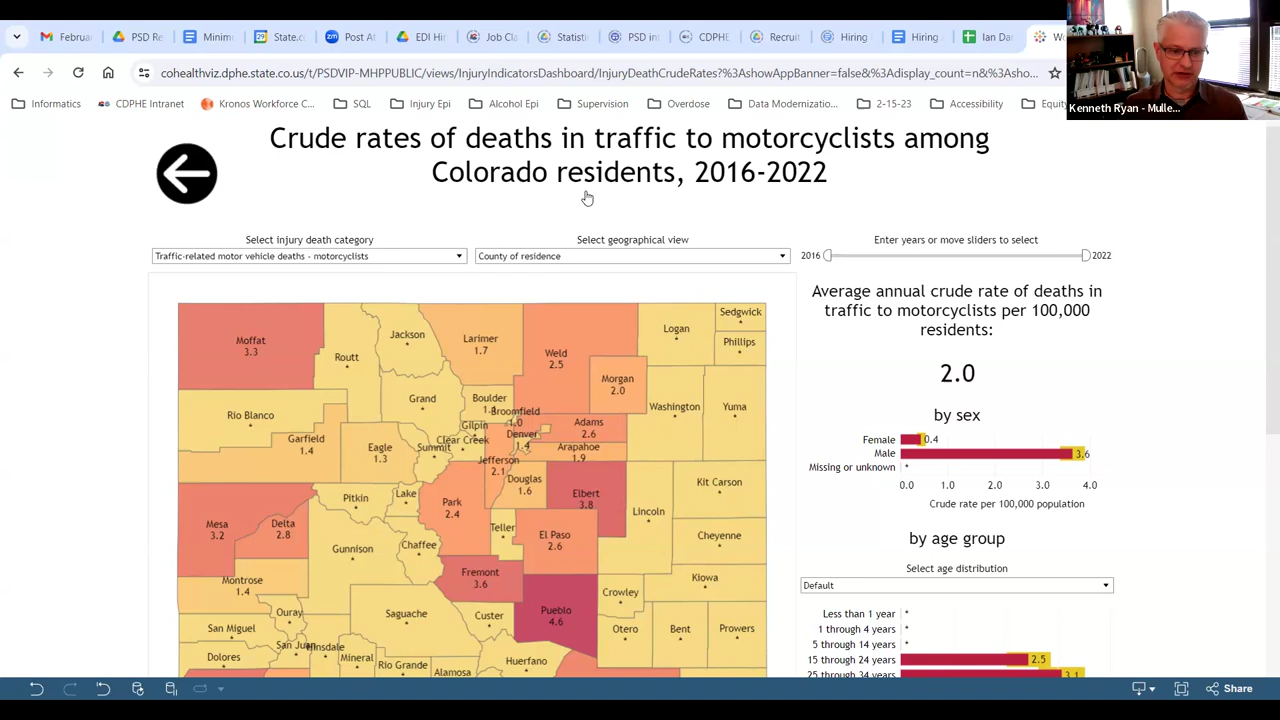 Februa
PSD Re
Minimu
State.c
Post A
EDI Hi
Job Co
Statisti
PSD In
CDPHE
Recruit
Hiring
Hiring
Ian Da
cohealthviz.dphe.state.co.us/t/PSDVIP-MHPPUBLIC/views/InjuryIndicatorsDashboard/InjuryDeathCrudeRates?%3AshowAppBanner=false&%3Adisplay_count=n&%3Asho...
Informatics
CDPHE Intranet
Kronos Workforce C...
SQL
Injury Epi
Alcohol Epi
Supervision
Overdose
Data Modernizatio...
2-15-23
Accessibility
Equity
Kenneth Ryan - Mulle...
Crude rates of deaths in traffic to motorcyclists among
Colorado residents, 2016-2022
Select injury death category
Select geographical view
Enter years or move sliders to select
Traffic-related motor vehicle deaths - motorcyclists
County of residence
2016
2022
Moffat
3.3
Routt
Jackson
Larimer
1.7
Weld
2.5
Morgan
2.0
Logan
Sedgwick
Phillips
Rio Blanco
Grand
Boulder
Broomfield
1.0
Washington
Yuma
Garfield
1.4
Eagle
1.3
Summit
Gilpin
Clear Creek
Denver
1.4
Adams
2.6
Arapahoe
1.9
Jefferson
2.1
Douglas
1.6
Elbert
3.8
Kit Carson
Pitkin
Lake
Park
2.4
Lincoln
Mesa
3.2
Delta
2.8
Gunnison
Chaffee
Teller
El Paso
2.6
Cheyenne
Montrose
1.4
Fremont
3.6
Kiowa
Ouray
Saguache
Custer
Pueblo
4.6
Crowley
San Miguel
Otero
Bent
Prowers
San Juan
Hinsdale
Dolores
Mineral
Rio Grande
Alamosa
Huerfano
Average annual crude rate of deaths in
traffic to motorcyclists per 100,000
residents:
2.0
by sex
Female 0.4
Male 3.6
Missing or unknown *
0.0 1.0 2.0 3.0 4.0
Crude rate per 100,000 population
by age group
Select age distribution
Default
Less than 1 year *
1 through 4 years *
5 through 14 years *
15 through 24 years 2.5
25 through 34 years 3.1
Share